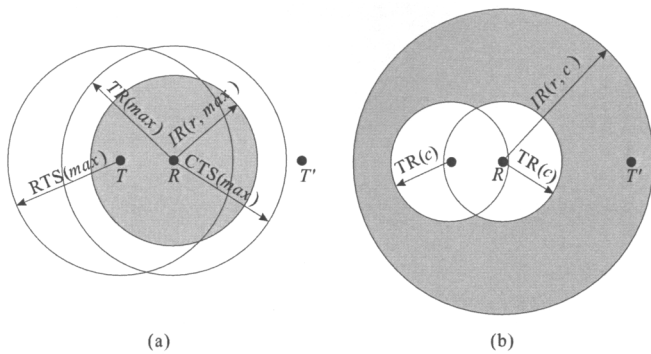 TR(max)
IR(r, max)
RTS(max)
T
R
CTS(max)
T'
(a)
IR(r, c)
TR(c)
R
TR(c)
T'
(b)